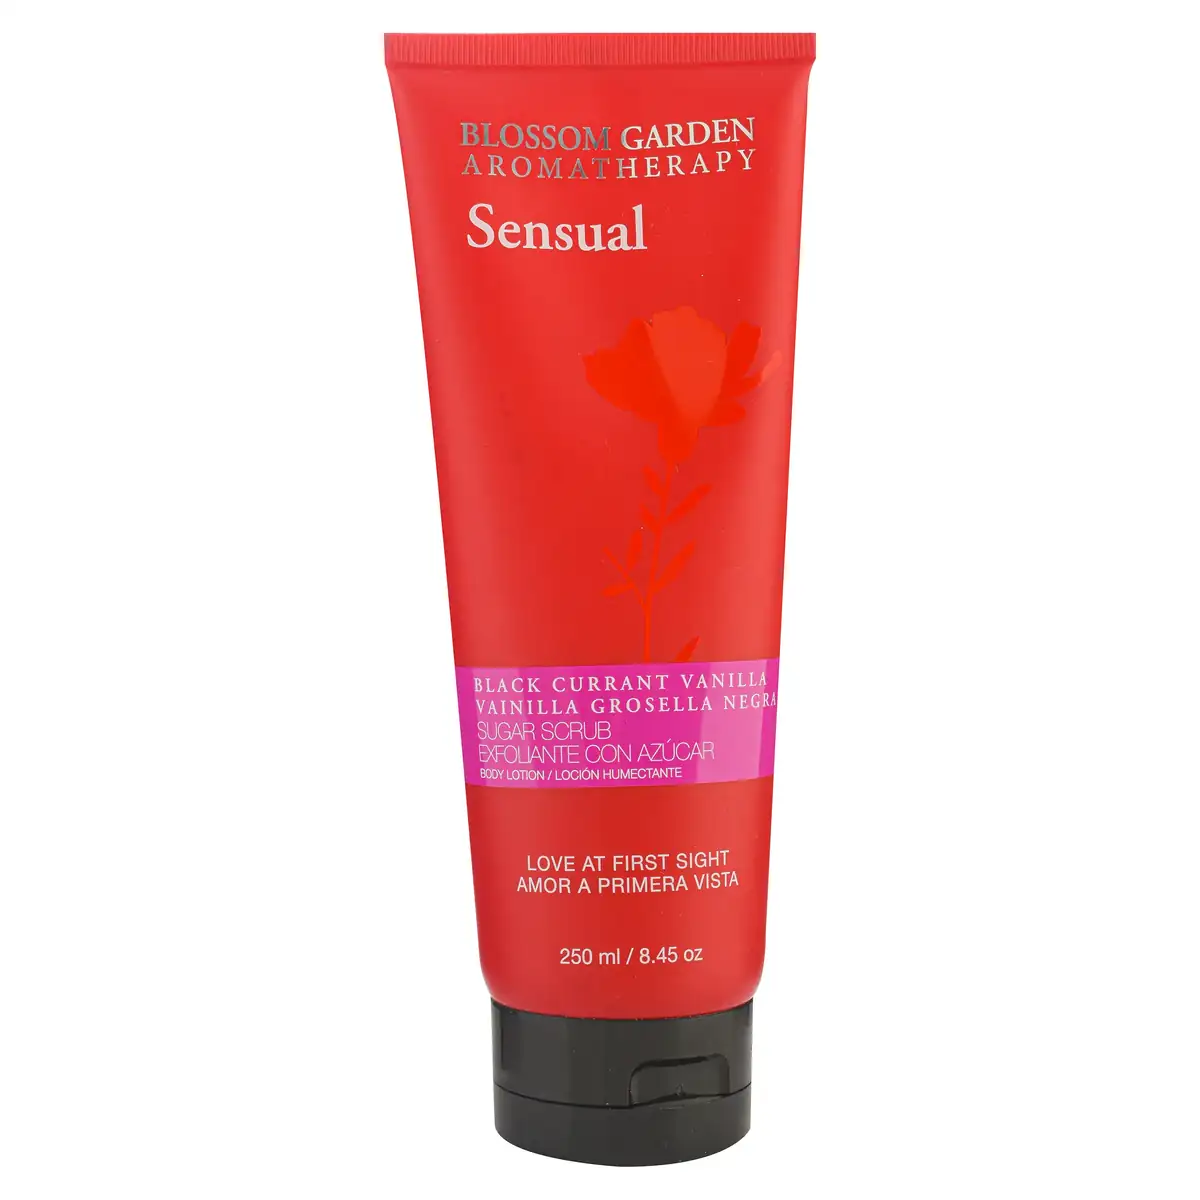 BLOSSOM GARDEN
AROMATHERAPY
Sensual
BLACK CURRANT VANILLA
VAINILLA GROSELLA NEGRA
SUGAR SCRUB
EXFOLIANTE CON AZÚCAR
BODY LOTION / LOCIÓN HUMECTANTE
LOVE AT FIRST SIGHT
AMOR A PRIMERA VISTA
250 ml / 8.45 oz